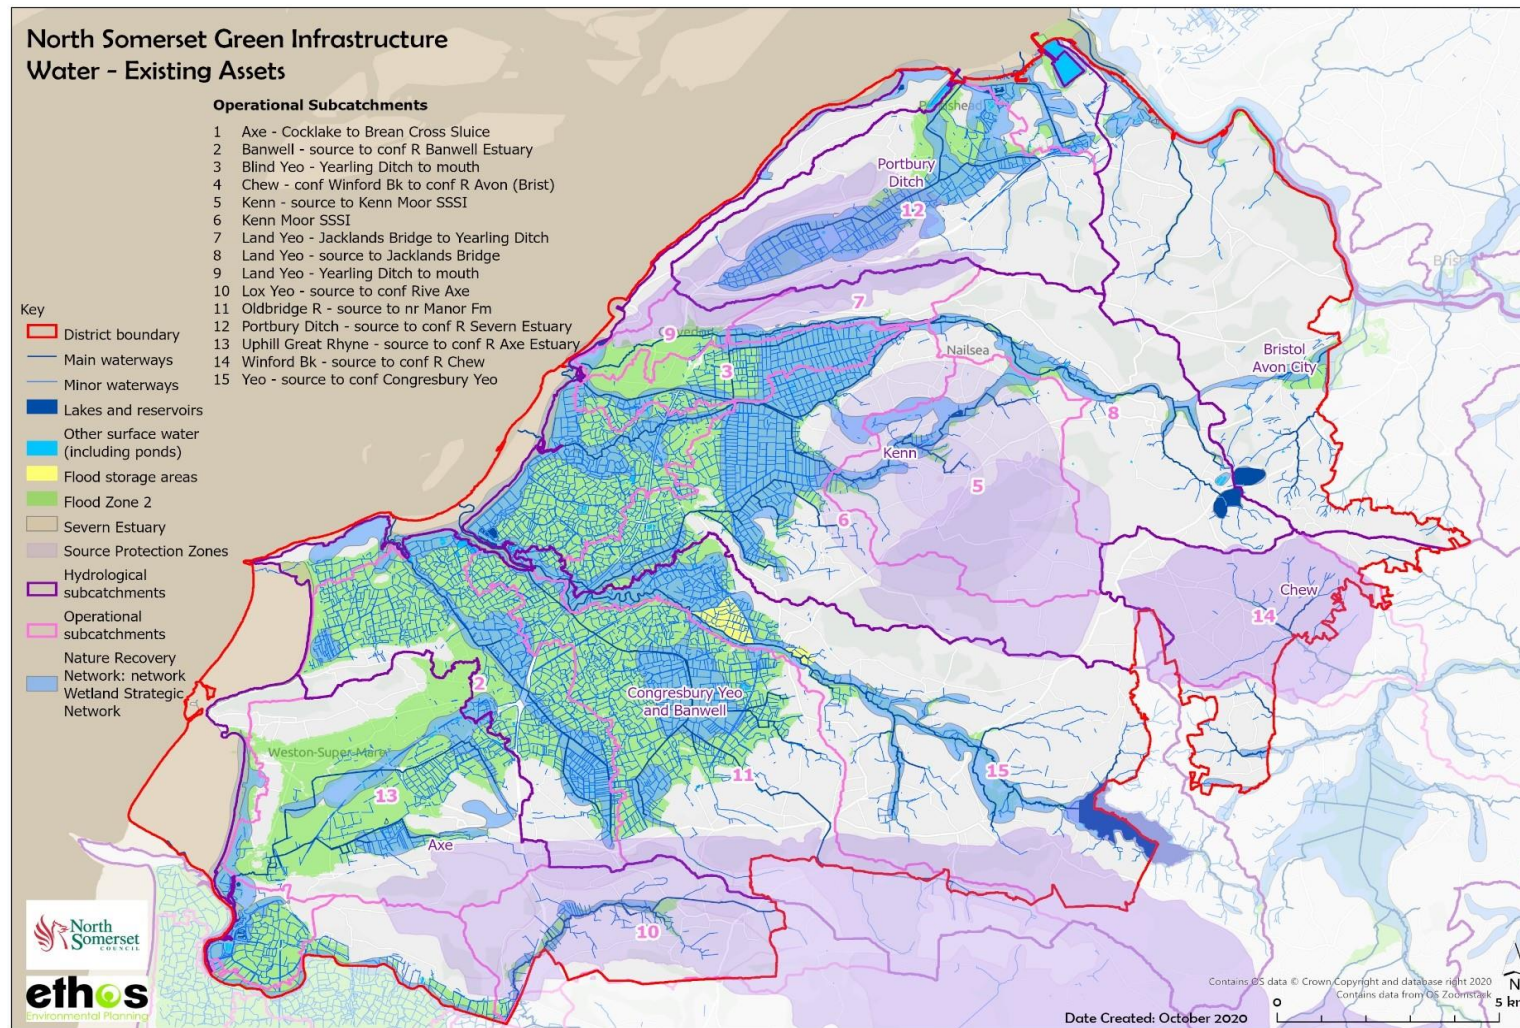 North Somerset Green Infrastructure
Water - Existing Assets
Operational Subcatchments
1 Axe - Cocklake to Brean Cross Sluice
2 Banwell - source to conf R Banwell Estuary
3 Blind Yeo - Yearling Ditch to mouth
4 Chew - conf Winford Bk to conf R Avon (Brist)
5 Kenn - source to Kenn Moor SSSI
6 Kenn Moor SSSI
7 Land Yeo - Jacklands Bridge to Yearling Ditch
8 Land Yeo - source to Jacklands Bridge
9 Land Yeo - Yearling Ditch to mouth
10 Lox Yeo - source to conf Rive Axe
11 Oldbridge R - source to nr Manor Fm
12 Portbury Ditch - source to conf R Severn Estuary
13 Uphill Great Rhyne - source to conf R Axe Estuary
14 Winford Bk - source to conf R Chew
15 Yeo - source to conf Congresbury Yeo
Key
District boundary
Main waterways
Minor waterways
Lakes and reservoirs
Other surface water
(including ponds)
Flood storage areas
Flood Zone 2
Severn Estuary
Source Protection Zones
Hydrological
subcatchments
Operational
subcatchments
Nature Recovery
Network: network
Wetland Strategic
Network
Portbury
Ditch
12
7
9
3
Nailsea
Bristol
Avon City
8
Kenn
5
6
Chew
14
2
Congresbury Yeo
and Banwell
Weston-Super-Mare
11
15
13
Axe
10
North
Somerset
COUNCIL
ethos
Environmental Planning
Contains OS data © Crown Copyright and database right 2020
Contains data from OS Zoomstack
Date Created: October 2020
0
5 km
N